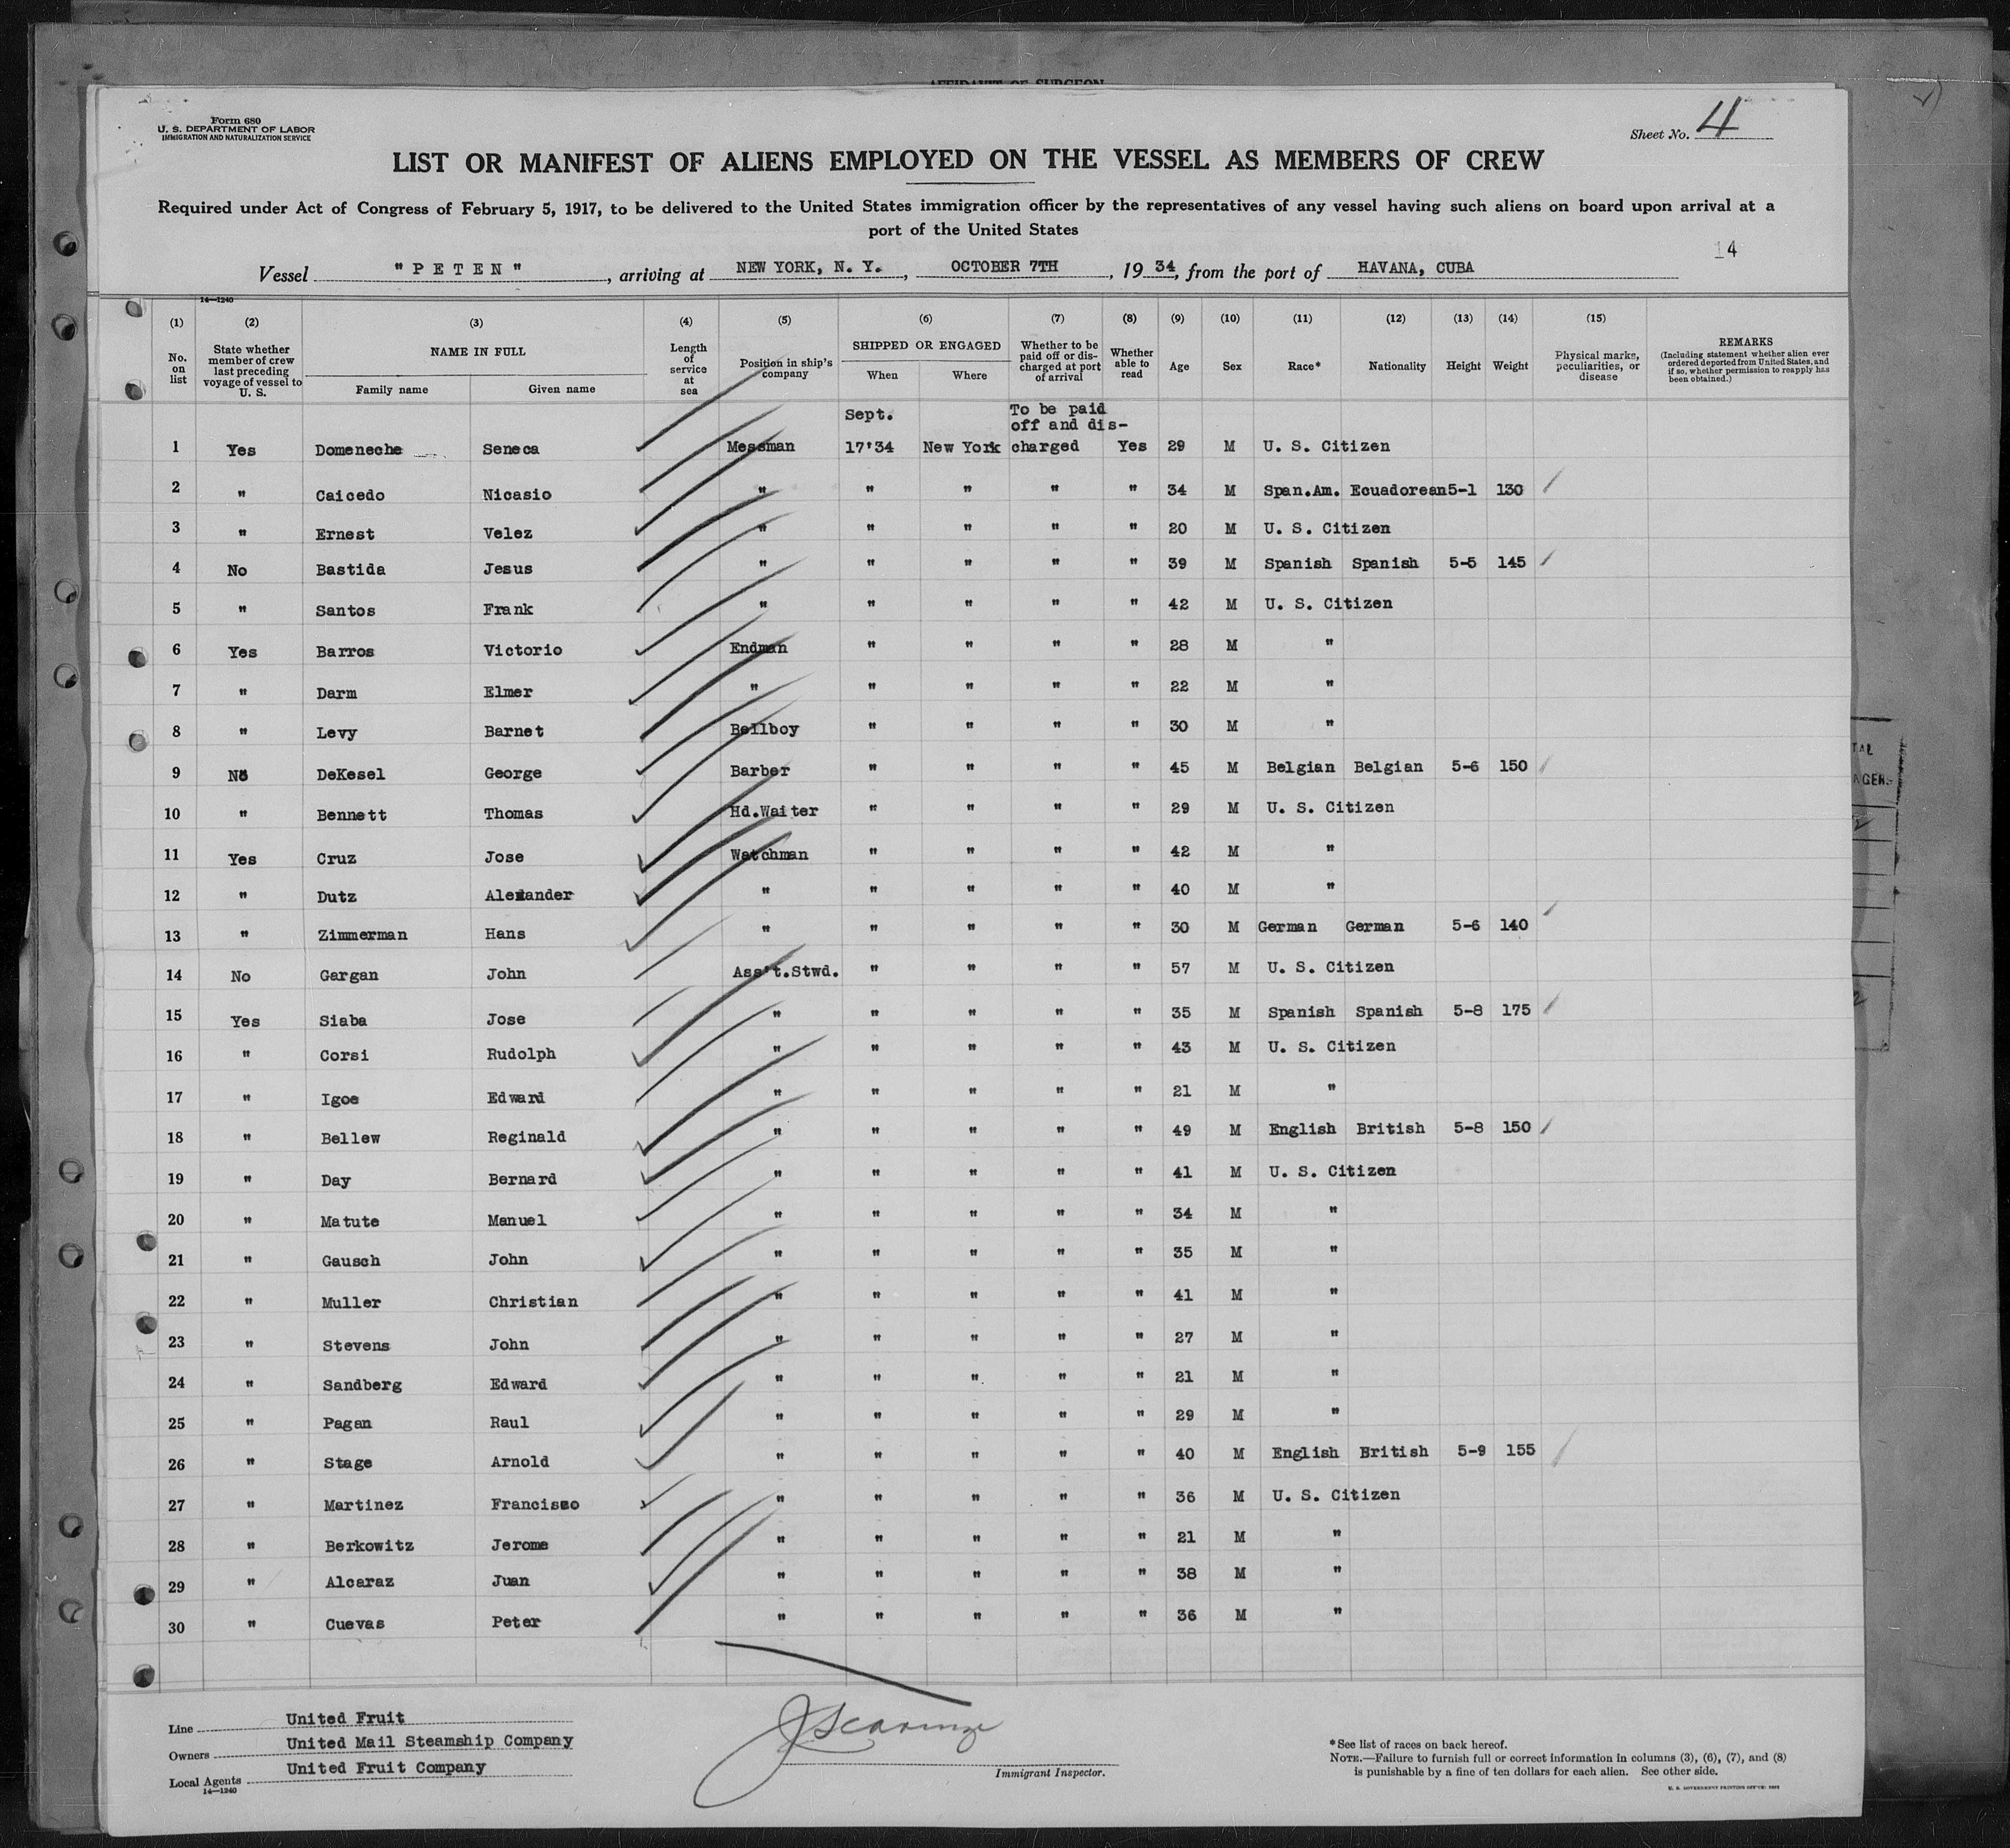 AFFIDAVIT OF SURGEON
Form 680
U. S. DEPARTMENT OF LABOR
IMMIGRATION AND NATURALIZATION SERVICE
Sheet No. 4
LIST OR MANIFEST OF ALIENS EMPLOYED ON THE VESSEL AS MEMBERS OF CREW
Required under Act of Congress of February 5, 1917, to be delivered to the United States immigration officer by the representatives of any vessel having such aliens on board upon arrival at a
port of the United States
14
Vessel "PETEN", arriving at NEW YORK, N. Y., OCTOBER 7TH, 1934, from the port of HAVANA, CUBA
14—1240
(1) (2) (3) (4) (5) (6) (7) (8) (9) (10) (11) (12) (13) (14) (15)
No. on list State whether member of crew last preceding voyage of vessel to U. S. NAME IN FULL Family name Given name Length of service at sea Position in ship's company SHIPPED OR ENGAGED When Where Whether to be paid off or discharged at port of arrival Whether able to read Age Sex Race* Nationality Height Weight Physical marks, peculiarities, or disease REMARKS (Including statement whether alien ever ordered deported from United States, and if so, whether permission to reapply has been obtained.)
Sept. To be paid
off and dis-
1 Yes Domeneche Seneca Messman 17'34 New York charged Yes 29 M U. S. Citizen
2 " Caicedo Nicasio " " " " " 34 M Span.Am. Ecuadorean 5-1 130
3 " Ernest Velez " " " " " 20 M U. S. Citizen
4 No Bastida Jesus " " " " " 39 M Spanish Spanish 5-5 145
5 " Santos Frank " " " " " 42 M U. S. Citizen
6 Yes Barros Victorio Endman " " " " 28 M "
7 " Darm Elmer " " " " " 22 M "
8 " Levy Barnet Bellboy " " " " 30 M "
9 No DeKesel George Barber " " " " 45 M Belgian Belgian 5-6 150
10 " Bennett Thomas Hd.Waiter " " " " 29 M U. S. Citizen
11 Yes Cruz Jose Watchman " " " " 42 M "
12 " Dutz Alexander " " " " " 40 M "
13 " Zimmerman Hans " " " " " 30 M German German 5-6 140
14 No Gargan John Ass't.Stwd. " " " " 57 M U. S. Citizen
15 Yes Siaba Jose " " " " " 35 M Spanish Spanish 5-8 175
16 " Corsi Rudolph " " " " " 43 M U. S. Citizen
17 " Igoe Edward " " " " " 21 M "
18 " Bellew Reginald " " " " " 49 M English British 5-8 150
19 " Day Bernard " " " " " 41 M U. S. Citizen
20 " Matute Manuel " " " " " 34 M "
21 " Gausch John " " " " " 35 M "
22 " Muller Christian " " " " " 41 M "
23 " Stevens John " " " " " 27 M "
24 " Sandberg Edward " " " " " 21 M "
25 " Pagan Raul " " " " " 29 M "
26 " Stage Arnold " " " " " 40 M English British 5-9 155
27 " Martinez Francisco " " " " " 36 M U. S. Citizen
28 " Berkowitz Jerome " " " " " 21 M "
29 " Alcaraz Juan " " " " " 38 M "
30 " Cuevas Peter " " " " " 36 M "
Line United Fruit
Owners United Mail Steamship Company
Local Agents United Fruit Company
14—1240
Immigrant Inspector.
*See list of races on back hereof.
NOTE.—Failure to furnish full or correct information in columns (3), (6), (7), and (8)
is punishable by a fine of ten dollars for each alien. See other side.